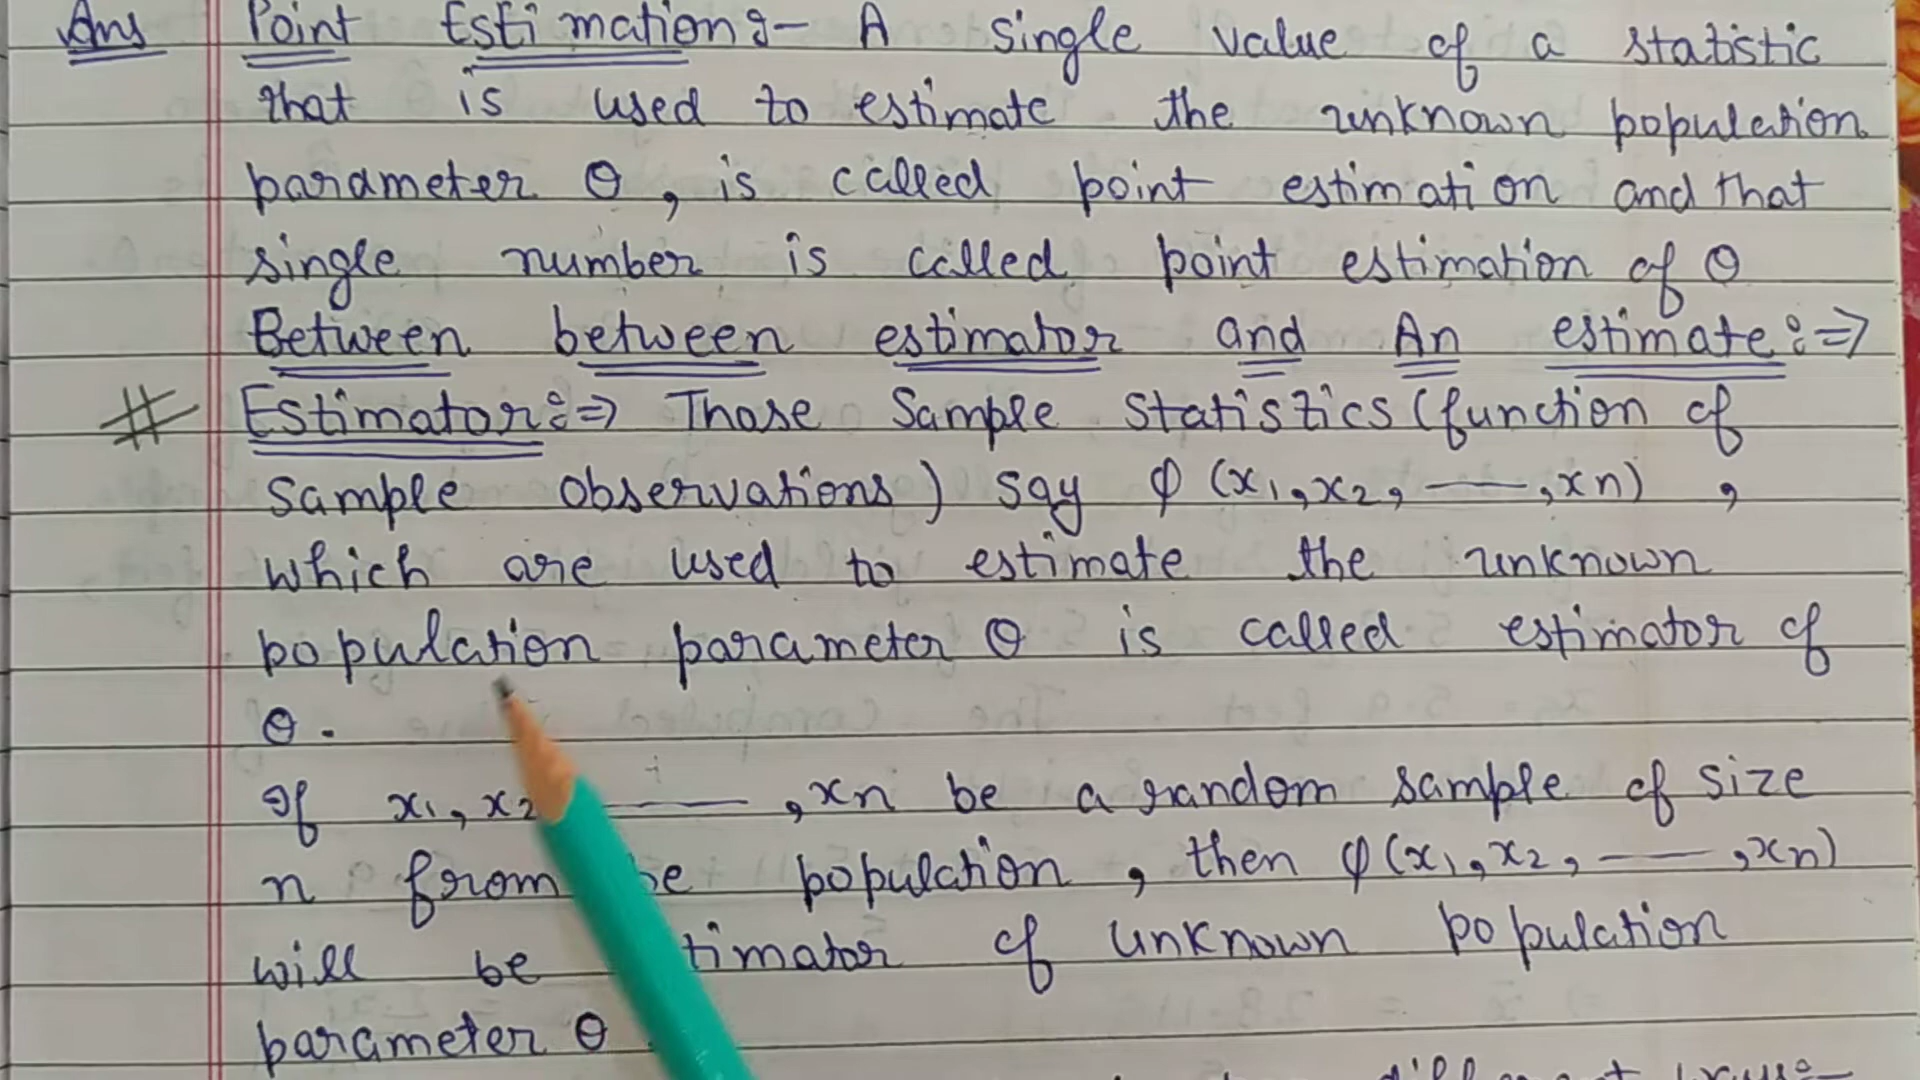 Ans Point Estimation:- A single value of a statistic
that is used to estimate the unknown population
parameter θ, is called point estimation and that
single number is called point estimation of θ
Between between estimator and An estimate:⇒
# Estimator:⇒ Those Sample Statistics (function of
sample observations) say φ (x1, x2, ——, xn) ,
which are used to estimate the unknown
population parameter θ is called estimator of
θ.
If x1, x2 ——, xn be a random sample of size
n from population, then φ(x1, x2, ——, xn)
will be of unknown population
parameter θ